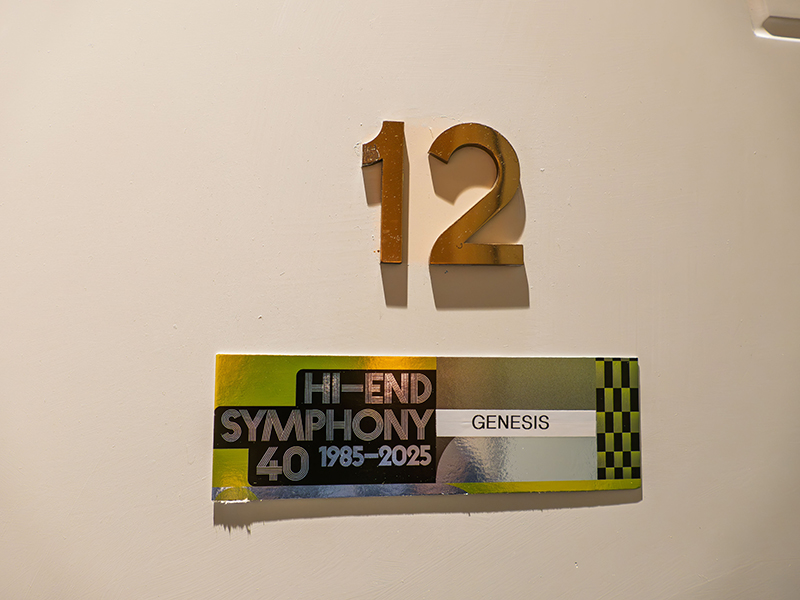 12
HI-END
SYMPHONY
40 1985-2025
GENESIS